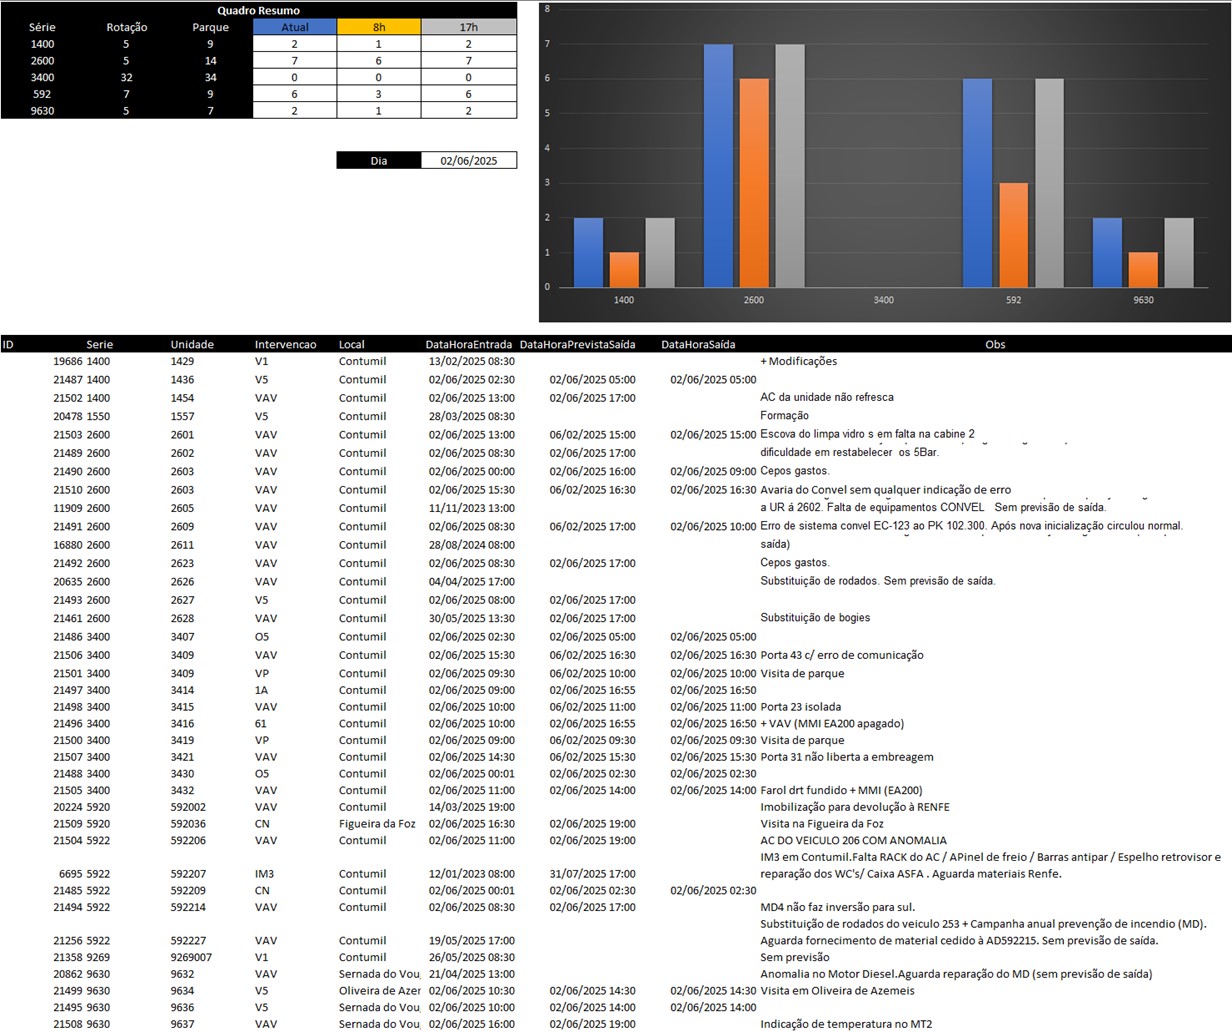 Quadro Resumo
Série Rotação Parque Atual 8h 17h
1400 5 9 2 1 2
2600 5 14 7 6 7
3400 32 34 0 0 0
592 7 9 6 3 6
9630 5 7 2 1 2
Dia 02/06/2025
8
7
6
5
4
3
2
1
0
1400 2600 3400 592 9630
ID Serie Unidade Intervencao Local DataHoraEntrada DataHoraPrevistaSaída DataHoraSaída Obs
19686 1400 1429 V1 Contumil 13/02/2025 08:30 + Modificações
21487 1400 1436 V5 Contumil 02/06/2025 02:30 02/06/2025 05:00 02/06/2025 05:00
21502 1400 1454 VAV Contumil 02/06/2025 13:00 02/06/2025 17:00 AC da unidade não refresca
20478 1550 1557 V5 Contumil 28/03/2025 08:30 Formação
21503 2600 2601 VAV Contumil 02/06/2025 13:00 06/02/2025 15:00 02/06/2025 15:00 Escova do limpa vidro s em falta na cabine 2
21489 2600 2602 VAV Contumil 02/06/2025 08:30 02/06/2025 17:00 dificuldade em restabelecer os 5Bar.
21490 2600 2603 VAV Contumil 02/06/2025 00:00 02/06/2025 16:00 02/06/2025 09:00 Cepos gastos.
21510 2600 2603 VAV Contumil 02/06/2025 15:30 06/02/2025 16:30 02/06/2025 16:30 Avaria do Convel sem qualquer indicação de erro
11909 2600 2605 VAV Contumil 11/11/2023 13:00 a UR á 2602. Falta de equipamentos CONVEL Sem previsão de saída.
21491 2600 2609 VAV Contumil 02/06/2025 08:30 06/02/2025 17:00 02/06/2025 10:00 Erro de sistema convel EC-123 ao PK 102.300. Após nova inicialização circulou normal.
16880 2600 2611 VAV Contumil 28/08/2024 08:00 saída)
21492 2600 2623 VAV Contumil 02/06/2025 08:30 02/06/2025 17:00 Cepos gastos.
20635 2600 2626 VAV Contumil 04/04/2025 17:00 Substituição de rodados. Sem previsão de saída.
21493 2600 2627 V5 Contumil 02/06/2025 08:00 02/06/2025 17:00
21461 2600 2628 VAV Contumil 30/05/2025 13:30 02/06/2025 17:00 Substituição de bogies
21486 3400 3407 O5 Contumil 02/06/2025 02:30 02/06/2025 05:00 02/06/2025 05:00
21506 3400 3409 VAV Contumil 02/06/2025 15:30 06/02/2025 16:30 02/06/2025 16:30 Porta 43 c/ erro de comunicação
21501 3400 3409 VP Contumil 02/06/2025 09:30 06/02/2025 10:00 02/06/2025 10:00 Visita de parque
21497 3400 3414 1A Contumil 02/06/2025 09:00 02/06/2025 16:55 02/06/2025 16:50
21498 3400 3415 VAV Contumil 02/06/2025 10:00 06/02/2025 11:00 02/06/2025 11:00 Porta 23 isolada
21496 3400 3416 61 Contumil 02/06/2025 10:00 02/06/2025 16:55 02/06/2025 16:50 + VAV (MMI EA200 apagado)
21500 3400 3419 VP Contumil 02/06/2025 09:00 06/02/2025 09:30 02/06/2025 09:30 Visita de parque
21507 3400 3421 VAV Contumil 02/06/2025 14:30 06/02/2025 15:30 02/06/2025 15:30 Porta 31 não liberta a embreagem
21488 3400 3430 O5 Contumil 02/06/2025 00:01 02/06/2025 02:30 02/06/2025 02:30
21505 3400 3432 VAV Contumil 02/06/2025 11:00 06/02/2025 14:00 02/06/2025 14:00 Farol drt fundido + MMI (EA200)
20224 5920 592002 VAV Contumil 14/03/2025 19:00 Imobilização para devolução à RENFE
21509 5920 592036 CN Figueira da Foz 02/06/2025 16:30 02/06/2025 19:00 Visita na Figueira da Foz
21504 5922 592206 VAV Contumil 02/06/2025 11:00 02/06/2025 19:00 AC DO VEICULO 206 COM ANOMALIA
IM3 em Contumil.Falta RACK do AC / APinel de freio / Barras antipar / Espelho retrovisor e
6695 5922 592207 IM3 Contumil 12/01/2023 08:00 31/07/2025 17:00 reparação dos WC's/ Caixa ASFA . Aguarda materiais Renfe.
21485 5922 592209 CN Contumil 02/06/2025 00:01 02/06/2025 02:30 02/06/2025 02:30
21494 5922 592214 VAV Contumil 02/06/2025 08:30 02/06/2025 17:00 MD4 não faz inversão para sul.
Substituição de rodados do veiculo 253 + Campanha anual prevenção de incendio (MD).
21256 5922 592227 VAV Contumil 19/05/2025 17:00 Aguarda fornecimento de material cedido à AD592215. Sem previsão de saída.
21358 9269 9269007 V1 Contumil 26/05/2025 08:30 Sem previsão
20862 9630 9632 VAV Sernada do Vou 21/04/2025 13:00 Anomalia no Motor Diesel.Aguarda reparação do MD (sem previsão de saída)
21499 9630 9634 V5 Oliveira de Azer 02/06/2025 10:30 02/06/2025 14:30 02/06/2025 14:30 Visita em Oliveira de Azemeis
21495 9630 9636 V5 Sernada do Vou 02/06/2025 10:00 02/06/2025 14:00 02/06/2025 14:00
21508 9630 9637 VAV Sernada do Vou 02/06/2025 16:00 02/06/2025 19:00 Indicação de temperatura no MT2